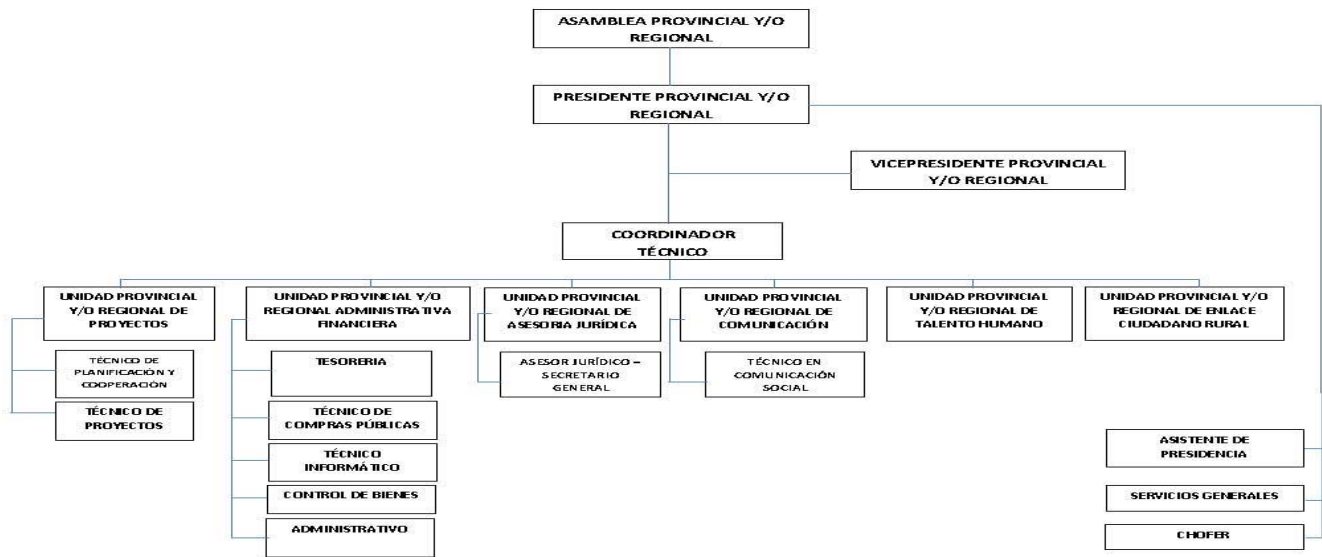 ASAMBLEA PROVINCIAL Y/O
REGIONAL
PRESIDENTE PROVINCIAL Y/O
REGIONAL
VICEPRESIDENTE PROVINCIAL
Y/O REGIONAL
COORDINADOR
TÉCNICO
UNIDAD PROVINCIAL
Y/O REGIONAL DE
PROYECTOS
TÉCNICO DE
PLANIFICACIÓN Y
COOPERACIÓN
TÉCNICO DE
PROYECTOS
UNIDAD PROVINCIAL Y/O
REGIONAL ADMINISTRATIVA
FINANCIERA
TESORERIA
TÉCNICO DE
COMPRAS PÚBLICAS
TÉCNICO
INFORMÁTICO
CONTROL DE BIENES
ADMINISTRATIVO
UNIDAD PROVINCIAL
Y/O REGIONAL DE
ASESORIA JURÍDICA
ASESOR JURÍDICO –
SECRETARIO
GENERAL
UNIDAD PROVINCIAL
Y/O REGIONAL DE
COMUNICACIÓN
TÉCNICO EN
COMUNICACIÓN
SOCIAL
UNIDAD PROVINCIAL
Y/O REGIONAL DE
TALENTO HUMANO
UNIDAD PROVINCIAL Y/O
REGIONAL DE ENLACE
CIUDADANO RURAL
ASISTENTE DE
PRESIDENCIA
SERVICIOS GENERALES
CHOFER